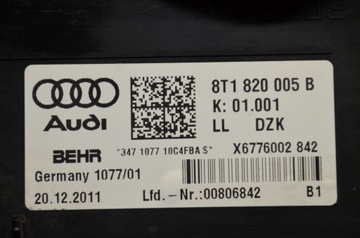 8T1 820 005 B
K: 01.001
Audi
LL DZK
BEHR
*347 1077 10C4FBA S*
X6776002 842
Germany 1077/01
20.12.2011
Lfd.-Nr.:00806842
B1